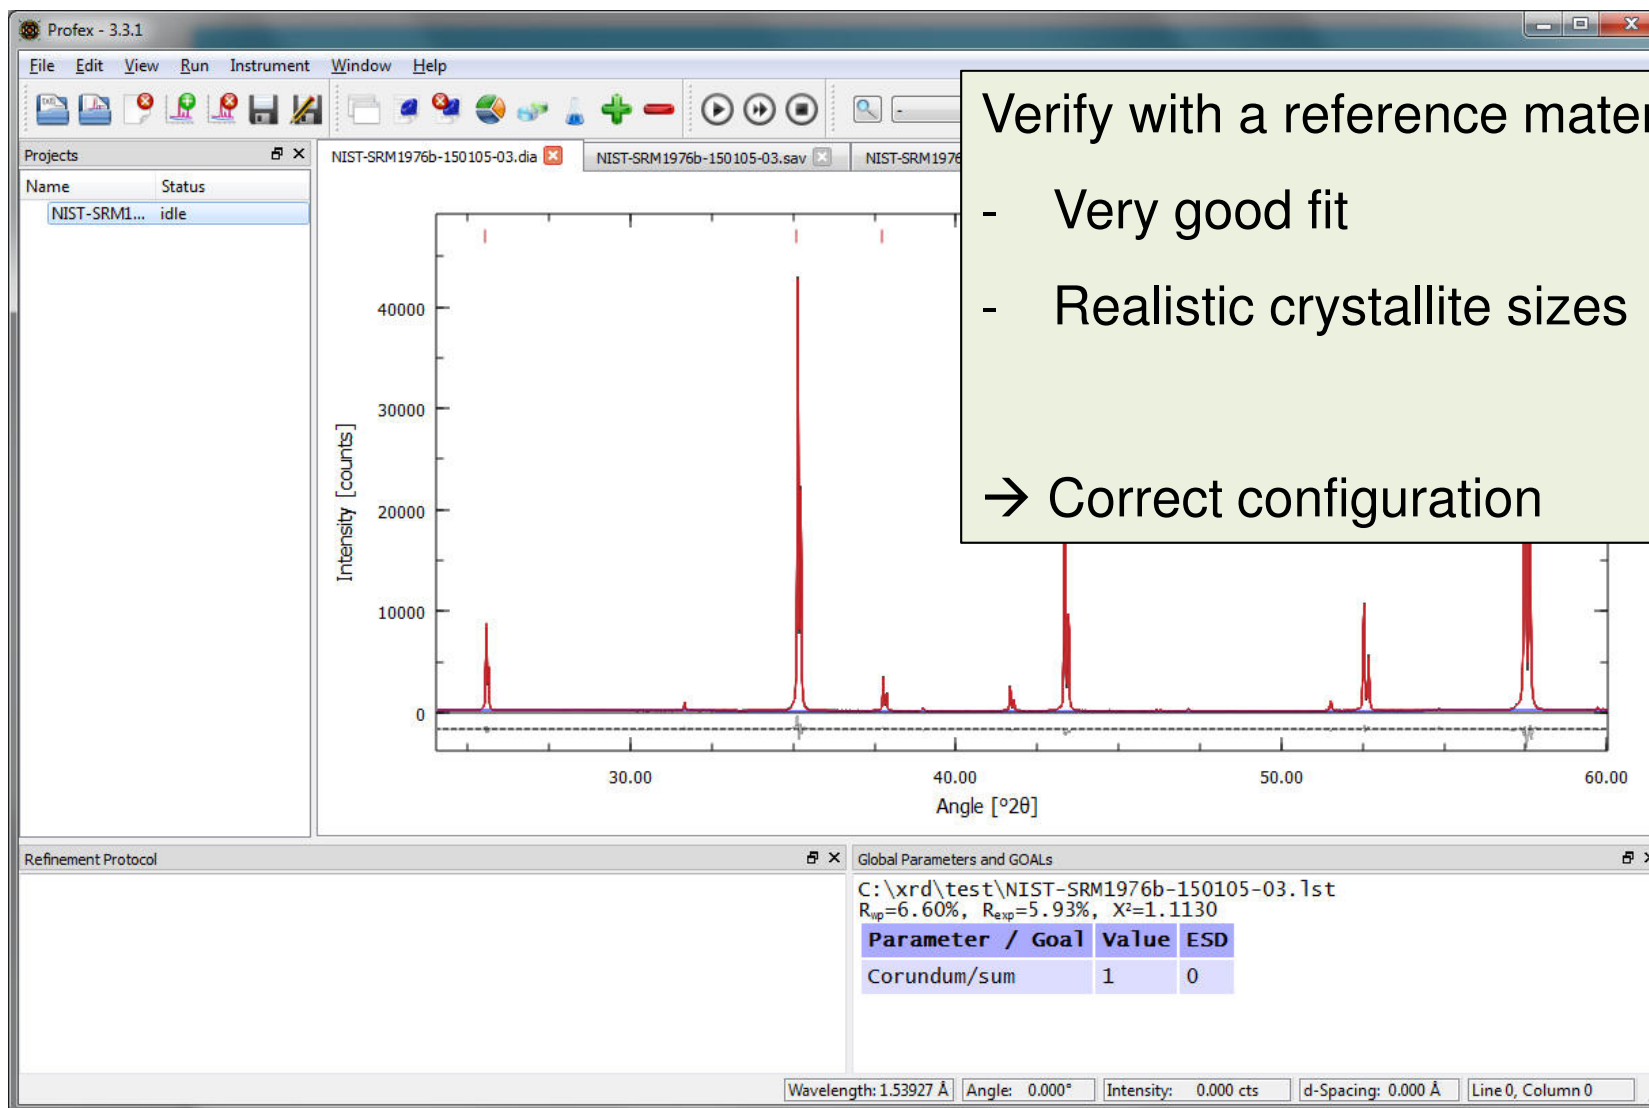 Profex - 3.3.1
File Edit View Run Instrument Window Help
-
Verify with a reference mater
- Very good fit
- Realistic crystallite sizes
→ Correct configuration
Projects
Name Status
NIST-SRM1... idle
NIST-SRM1976b-150105-03.dia
NIST-SRM1976b-150105-03.sav
NIST-SRM1976
Intensity [counts]
40000
30000
20000
10000
0
30.00 40.00 50.00 60.00
Angle [°2θ]
Refinement Protocol
Global Parameters and GOALs
C:\xrd\test\NIST-SRM1976b-150105-03.lst
Rwp=6.60%, Rexp=5.93%, X²=1.1130
Parameter / Goal Value ESD
Corundum/sum 1 0
Wavelength: 1.53927 Å Angle: 0.000° Intensity: 0.000 cts d-Spacing: 0.000 Å Line 0, Column 0